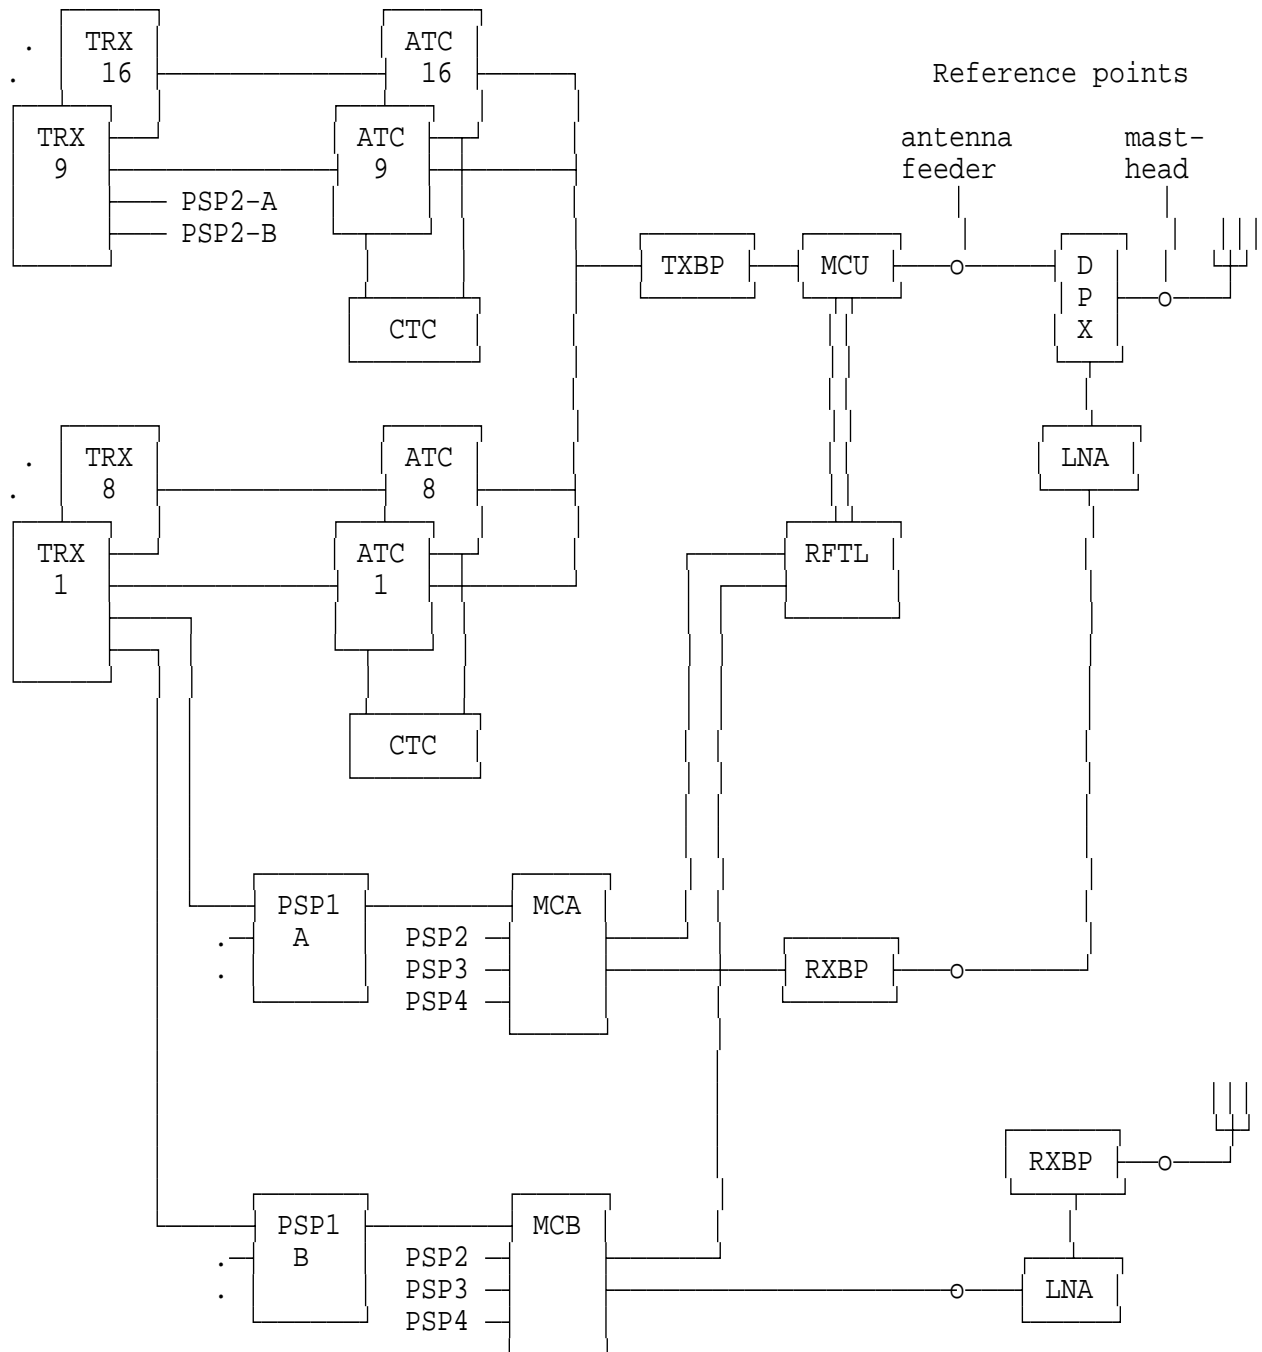 TRX
16
ATC
16
Reference points
TRX
9
ATC
9
antenna
feeder
mast-
head
PSP2-A
PSP2-B
TXBP
MCU
D
P
X
CTC
TRX
8
ATC
8
LNA
TRX
1
ATC
1
RFTL
CTC
PSP1
A
PSP2
PSP3
PSP4
MCA
RXBP
RXBP
PSP1
B
PSP2
PSP3
PSP4
MCB
LNA